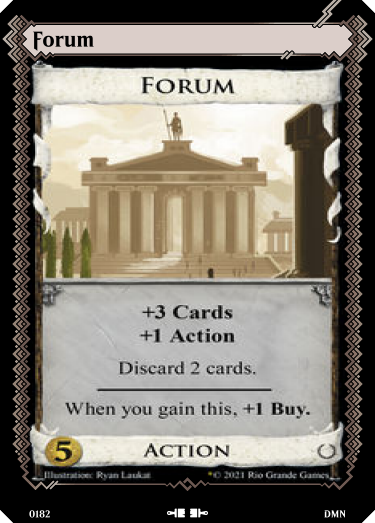 Forum
FORUM
+3 Cards
+1 Action
Discard 2 cards.
When you gain this, +1 Buy.
5
ACTION
Illustration: Ryan Laukat
*© 2021 Rio Grande Games
0182
DMN